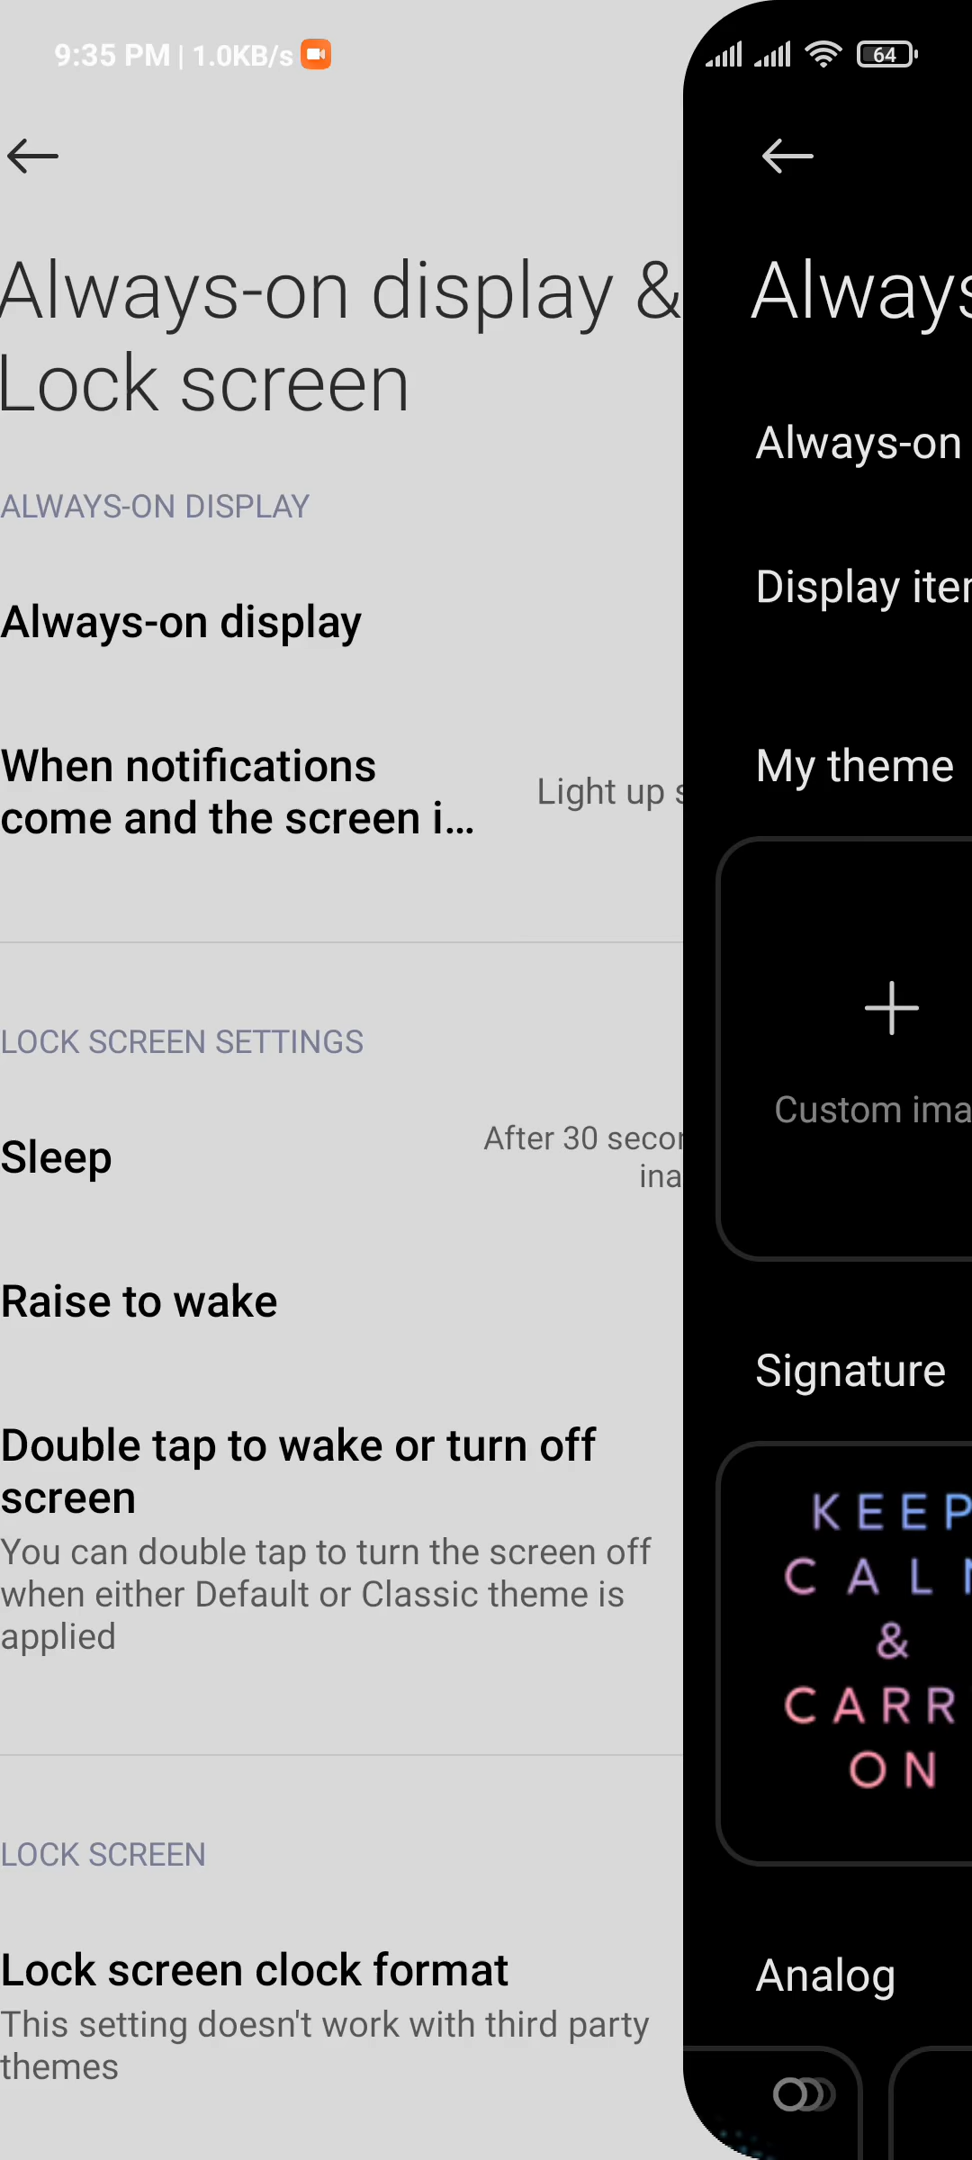 9:35 PM | 1.0KB/s
64
Always-on display &
Lock screen
ALWAYS-ON DISPLAY
Always-on display
When notifications
come and the screen i...
Light up
LOCK SCREEN SETTINGS
Sleep
After 30
Raise to wake
Double tap to wake or turn off
screen
You can double tap to turn the screen off
when either Default or Classic theme is
applied
LOCK SCREEN
Lock screen clock format
This setting doesn't work with third party
themes
Always
Always-on
Display
My theme
Custom
Signature
KEEP
&
ON
Analog